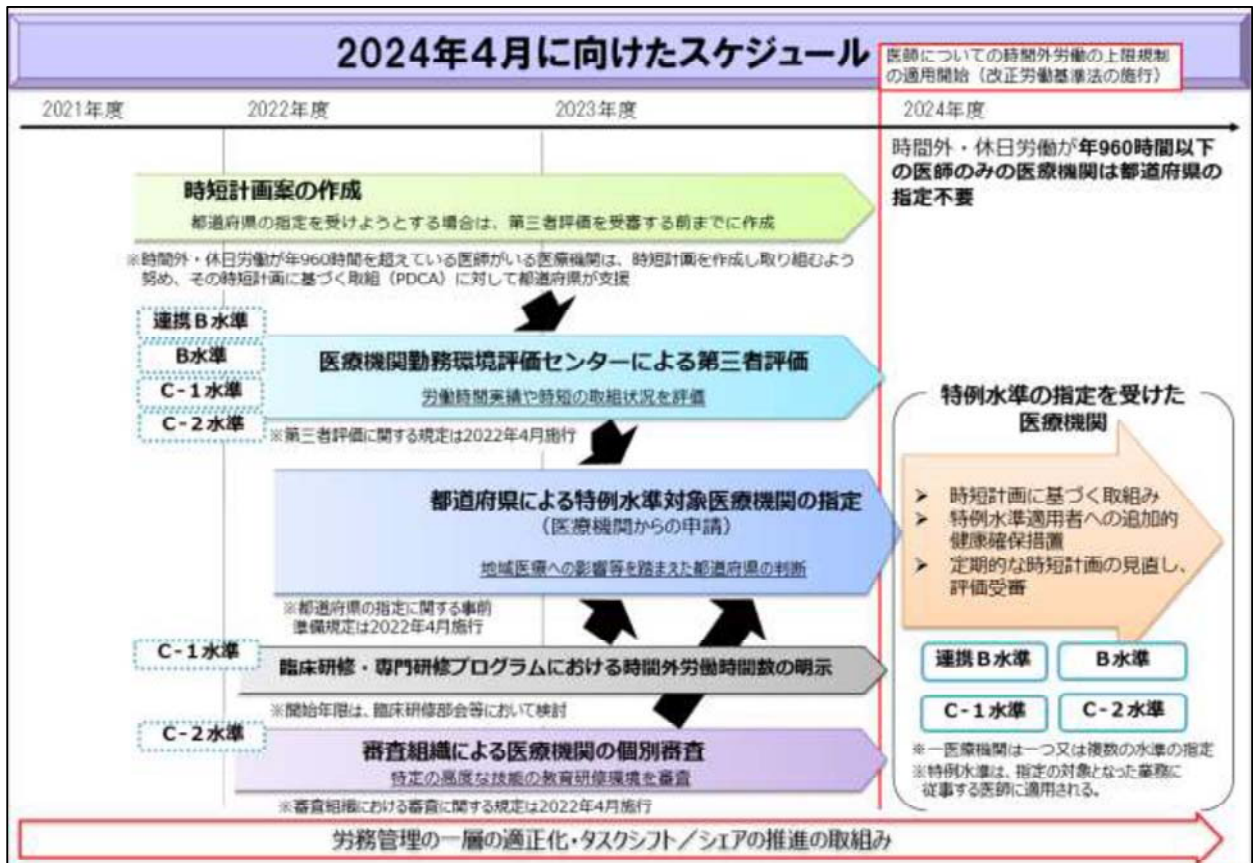 2024年4月に向けたスケジュール
医師についての時間外労働の上限規制
の適用開始（改正労働基準法の施行）
2021年度
2022年度
2023年度
2024年度
時間外・休日労働が年960時間以下
の医師のみの医療機関は都道府県の
指定不要
時短計画案の作成
都道府県の指定を受けようとする場合は、第三者評価を受審する前までに作成
※時間外・休日労働が年960時間を超えている医師がいる医療機関は、時短計画を作成し取り組むよう
努め、その時短計画に基づく取組（PDCA）に対して都道府県が支援
連携B水準
B水準
C-1水準
C-2水準
医療機関勤務環境評価センターによる第三者評価
労働時間実績や時短の取組状況を評価
※第三者評価に関する規定は2022年4月施行
都道府県による特例水準対象医療機関の指定
（医療機関からの申請）
地域医療への影響等を踏まえた都道府県の判断
※都道府県の指定に関する事前
準備規定は2022年4月施行
C-1水準
臨床研修・専門研修プログラムにおける時間外労働時間数の明示
※開始年限は、臨床研修部会等において検討
C-2水準
審査組織による医療機関の個別審査
特定の高度な技能の教育研修環境を審査
※審査組織における審査に関する規定は2022年4月施行
特例水準の指定を受けた
医療機関
➢ 時短計画に基づく取組み
➢ 特例水準適用者への追加的
健康確保措置
➢ 定期的な時短計画の見直し、
評価受審
連携B水準
B水準
C-1水準
C-2水準
※一医療機関は一つ又は複数の水準の指定
※特例水準は、指定の対象となった業務に
従事する医師に適用される。
労務管理の一層の適正化・タスクシフト／シェアの推進の取組み